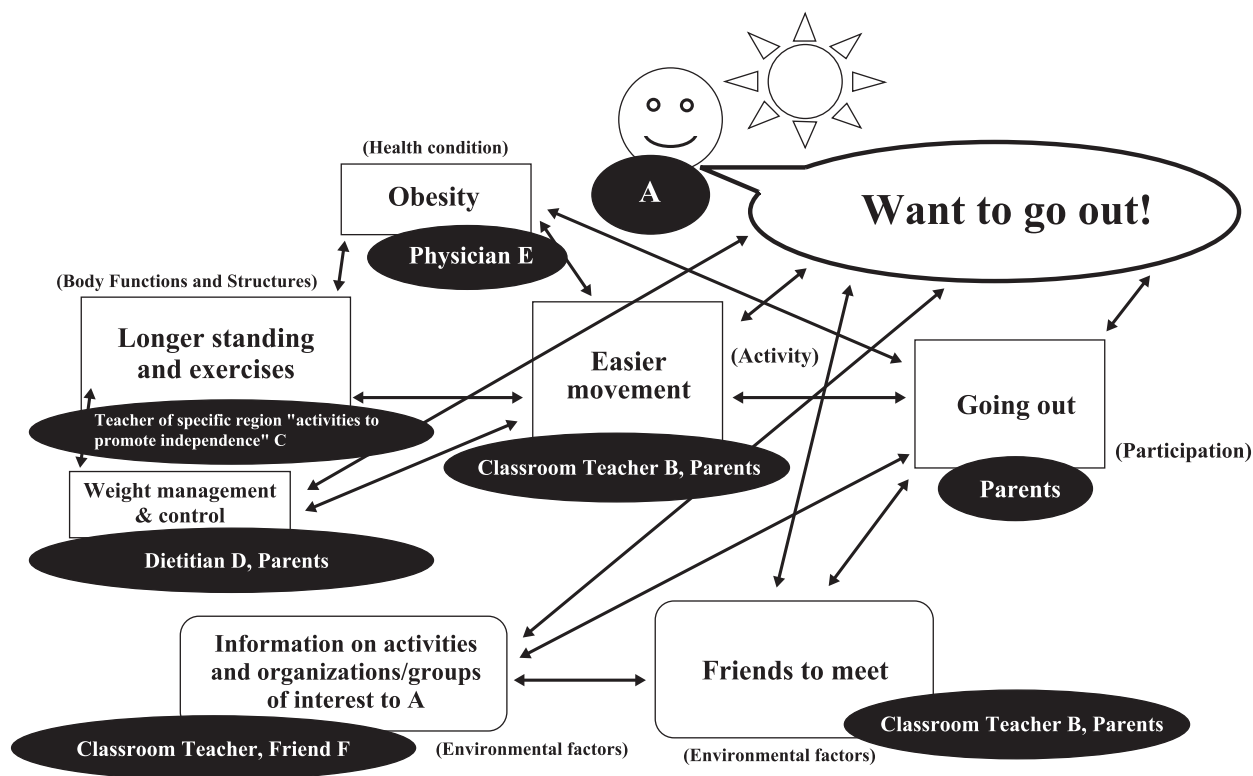 (Health condition)
Obesity
Physician E
A
Want to go out!
(Body Functions and Structures)
Longer standing
and exercises
Teacher of specific region "activities to
promote independence" C
Easier
movement
(Activity)
Classroom Teacher B, Parents
Going out
(Participation)
Parents
Weight management
& control
Dietitian D, Parents
Information on activities
and organizations/groups
of interest to A
Classroom Teacher, Friend F
(Environmental factors)
Friends to meet
Classroom Teacher B, Parents
(Environmental factors)